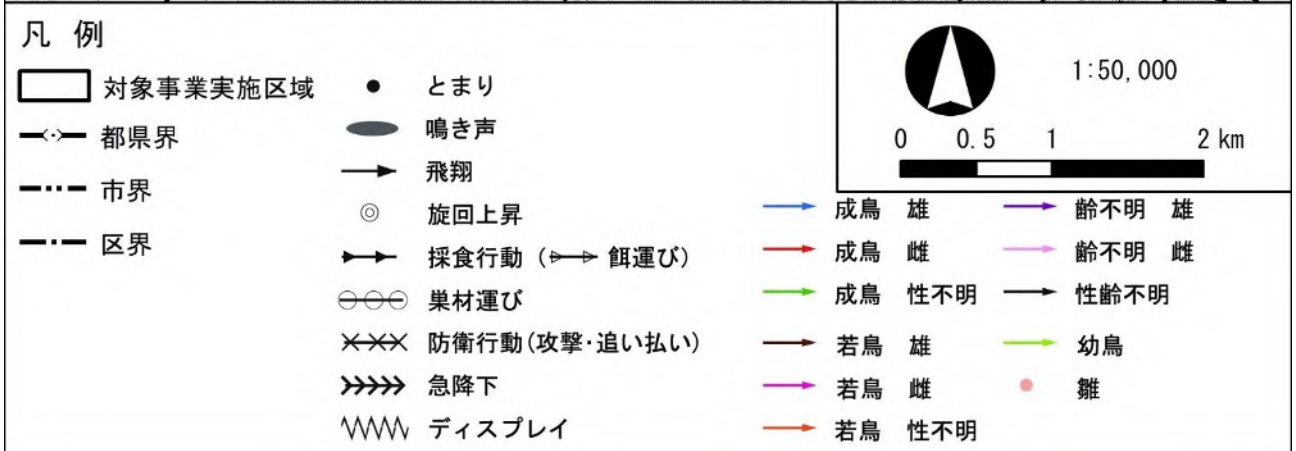 凡 例
対象事業実施区域
都県界
市界
区界
とまり
鳴き声
飛翔
旋回上昇
採食行動 ( 餌運び)
巣材運び
防衛行動(攻撃・追い払い)
急降下
ディスプレイ
1:50,000
0 0.5 1 2 km
成鳥 雄
成鳥 雌
成鳥 性不明
若鳥 雄
若鳥 雌
若鳥 性不明
齢不明 雄
齢不明 雌
性齢不明
幼鳥
雛